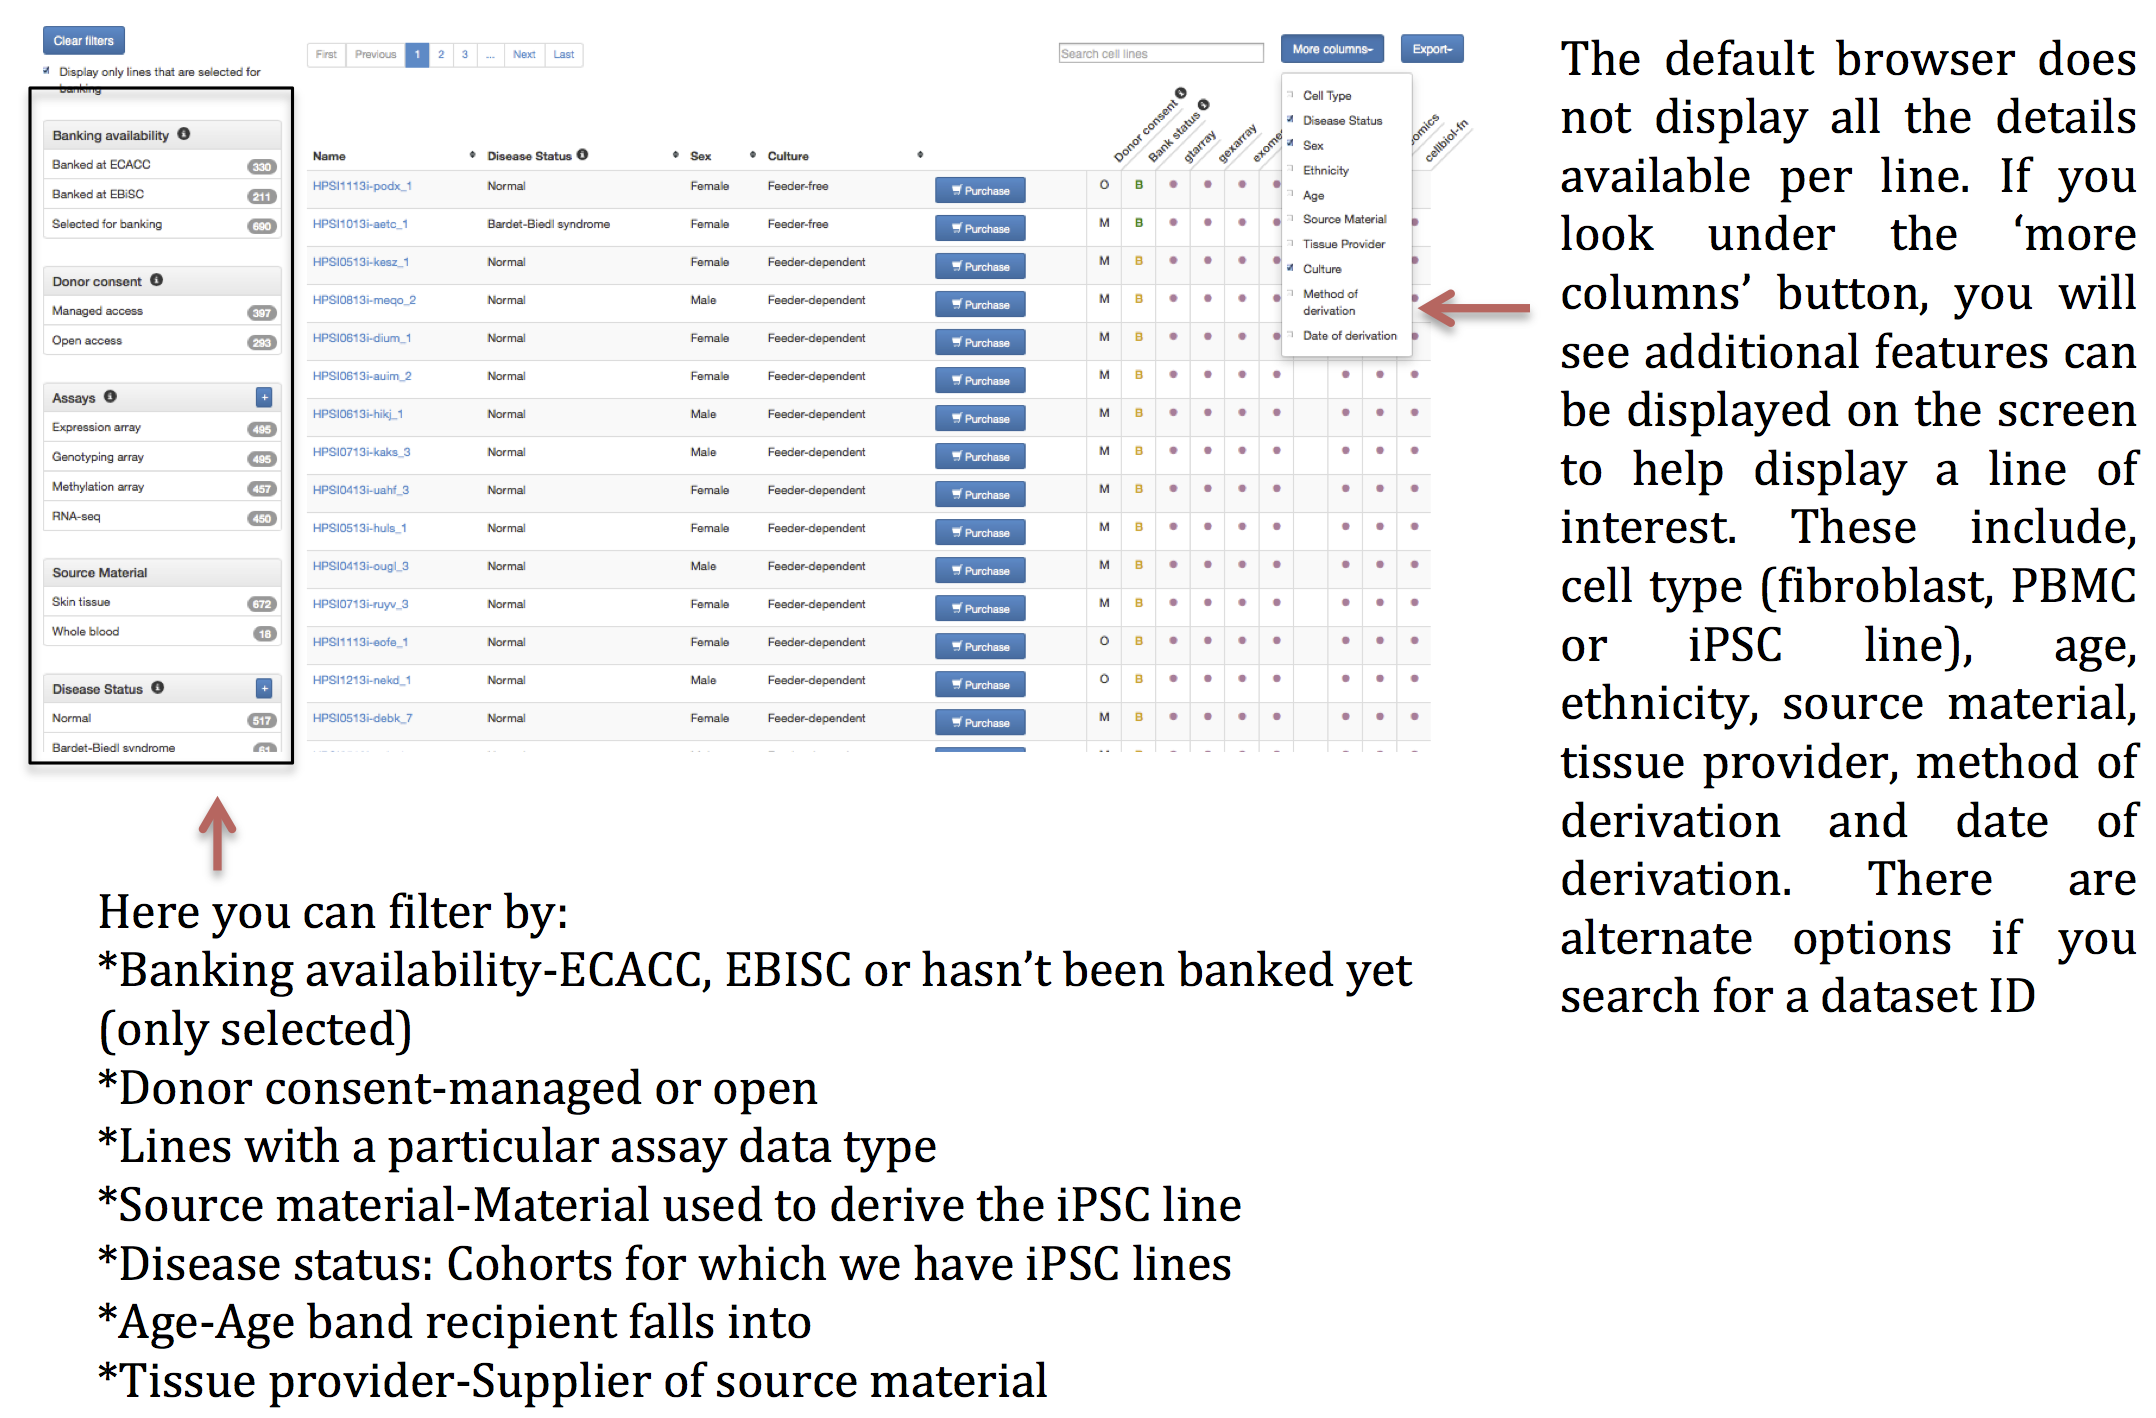 Clear filters
Display only lines that are selected for
banking
Banking availability
Banked at ECACC 330
Banked at EBiSC 211
Selected for banking 690
Donor consent
Managed access 397
Open access 293
Assays +
Expression array 495
Genotyping array 495
Methylation array 457
RNA-seq 450
Source Material
Skin tissue 672
Whole blood 18
Disease Status +
Normal 517
Bardet-Biedl syndrome 61
First Previous 1 2 3 ... Next Last
Search cell lines
More columns
Export
Cell Type
Disease Status
Sex
Ethnicity
Age
Source Material
Tissue Provider
Culture
Method of
derivation
Date of derivation
Name Disease Status Sex Culture
Donor consent
Bank status
gtarray
gexarray
cellbiol-fn
HPSI1113i-podx_1 Normal Female Feeder-free Purchase O B
HPSI1013i-aetc_1 Bardet-Biedl syndrome Female Feeder-free Purchase M B
HPSI0513i-kesz_1 Normal Female Feeder-dependent Purchase M B
HPSI0813i-meqo_2 Normal Male Feeder-dependent Purchase M B
HPSI0613i-dium_1 Normal Female Feeder-dependent Purchase M B
HPSI0613i-auim_2 Normal Female Feeder-dependent Purchase M B
HPSI0613i-hikj_1 Normal Male Feeder-dependent Purchase M B
HPSI0713i-kaks_3 Normal Male Feeder-dependent Purchase M B
HPSI0413i-uahf_3 Normal Female Feeder-dependent Purchase M B
HPSI0513i-huls_1 Normal Female Feeder-dependent Purchase M B
HPSI0413i-ougl_3 Normal Male Feeder-dependent Purchase M B
HPSI0713i-ruyv_3 Normal Female Feeder-dependent Purchase M B
HPSI1113i-eofe_1 Normal Female Feeder-dependent Purchase O B
HPSI1213i-nekd_1 Normal Male Feeder-dependent Purchase O B
HPSI0513i-debk_7 Normal Female Feeder-dependent Purchase M B
The default browser does
not display all the details
available per line. If you
look under the ‘more
columns’ button, you will
see additional features can
be displayed on the screen
to help display a line of
interest. These include,
cell type (fibroblast, PBMC
or iPSC line), age,
ethnicity, source material,
tissue provider, method of
derivation and date of
derivation. There are
alternate options if you
search for a dataset ID
Here you can filter by:
*Banking availability-ECACC, EBISC or hasn’t been banked yet
(only selected)
*Donor consent-managed or open
*Lines with a particular assay data type
*Source material-Material used to derive the iPSC line
*Disease status: Cohorts for which we have iPSC lines
*Age-Age band recipient falls into
*Tissue provider-Supplier of source material